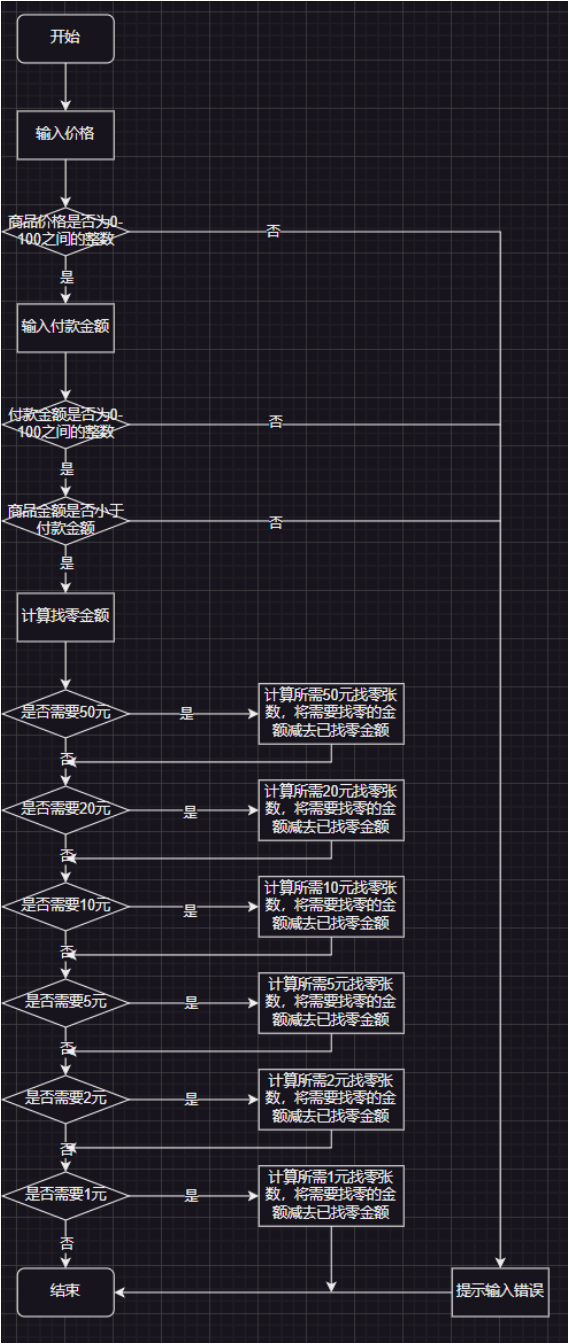 开始
输入价格
商品价格是否为0-
100之间的整数
否
是
输入付款金额
付款金额是否为0-
100之间的整数
否
是
商品金额是否小于
付款金额
否
是
计算找零金额
是否需要50元
是
计算所需50元找零张
数，将需要找零的金
额减去已找零金额
否
是否需要20元
是
计算所需20元找零张
数，将需要找零的金
额减去已找零金额
否
是否需要10元
是
计算所需10元找零张
数，将需要找零的金
额减去已找零金额
否
是否需要5元
是
计算所需5元找零张
数，将需要找零的金
额减去已找零金额
否
是否需要2元
是
计算所需2元找零张
数，将需要找零的金
额减去已找零金额
否
是否需要1元
是
计算所需1元找零张
数，将需要找零的金
额减去已找零金额
否
结束
提示输入错误